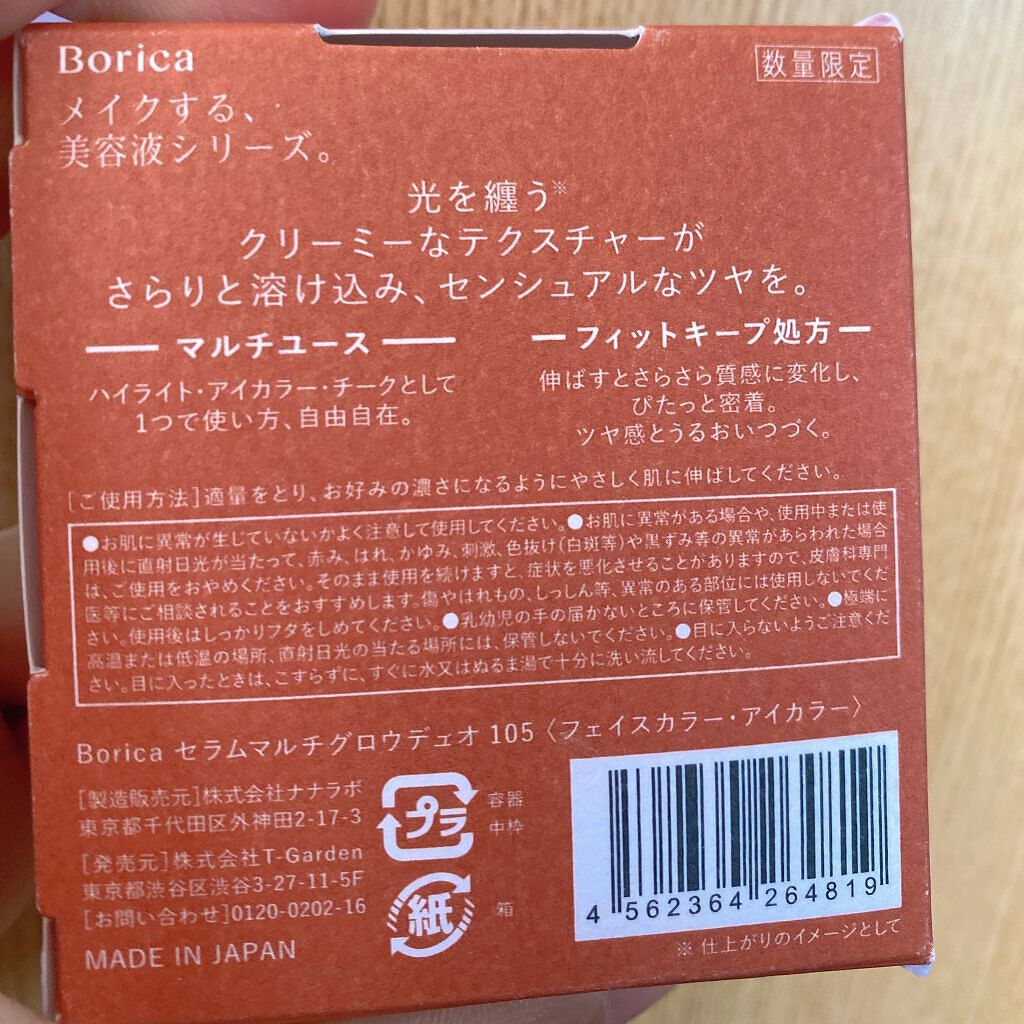 Borica
数量限定
メイクする、
美容液シリーズ。
光を纏う※
クリーミーなテクスチャーが
さらりと溶け込み、センシュアルなツヤを。
マルチユース
ハイライト・アイカラー・チークとして
1つで使い方、自由自在。
フィットキープ処方
伸ばすとさらさら質感に変化し、
ぴたっと密着。
ツヤ感とうるおいつづく。
[ご使用方法]適量をとり、お好みの濃さになるようにやさしく肌に伸ばしてください。
●お肌に異常が生じていないかよく注意して使用してください。●お肌に異常がある場合や、使用中または使
用後に直射日光が当たって、赤み、はれ、かゆみ、刺激、色抜け(白斑等)や黒ずみ等の異常があらわれた場合
は、ご使用をおやめください。そのまま使用を続けますと、症状を悪化させることがありますので、皮膚科専門
医等にご相談されることをおすすめします。傷やはれもの、しっしん等、異常のある部位には使用しないでくだ
さい。使用後はしっかりフタをしめてください。●乳幼児の手の届かないところに保管してください。●極端に
高温または低温の場所、直射日光の当たる場所には、保管しないでください。●目に入らないようご注意くだ
さい。目に入ったときは、こすらずに、すぐに水又はぬるま湯で十分に洗い流してください。
Borica セラムマルチグロウデュオ 105〈フェイスカラー・アイカラー〉
[製造販売元]株式会社ナナラボ
東京都千代田区外神田2-17-3
[発売元]株式会社T-Garden
東京都渋谷区渋谷3-27-11-5F
[お問い合わせ]0120-0202-16
MADE IN JAPAN
プラ
容器
中枠
紙
箱
4 562364 264819
※ 仕上がりのイメージとして